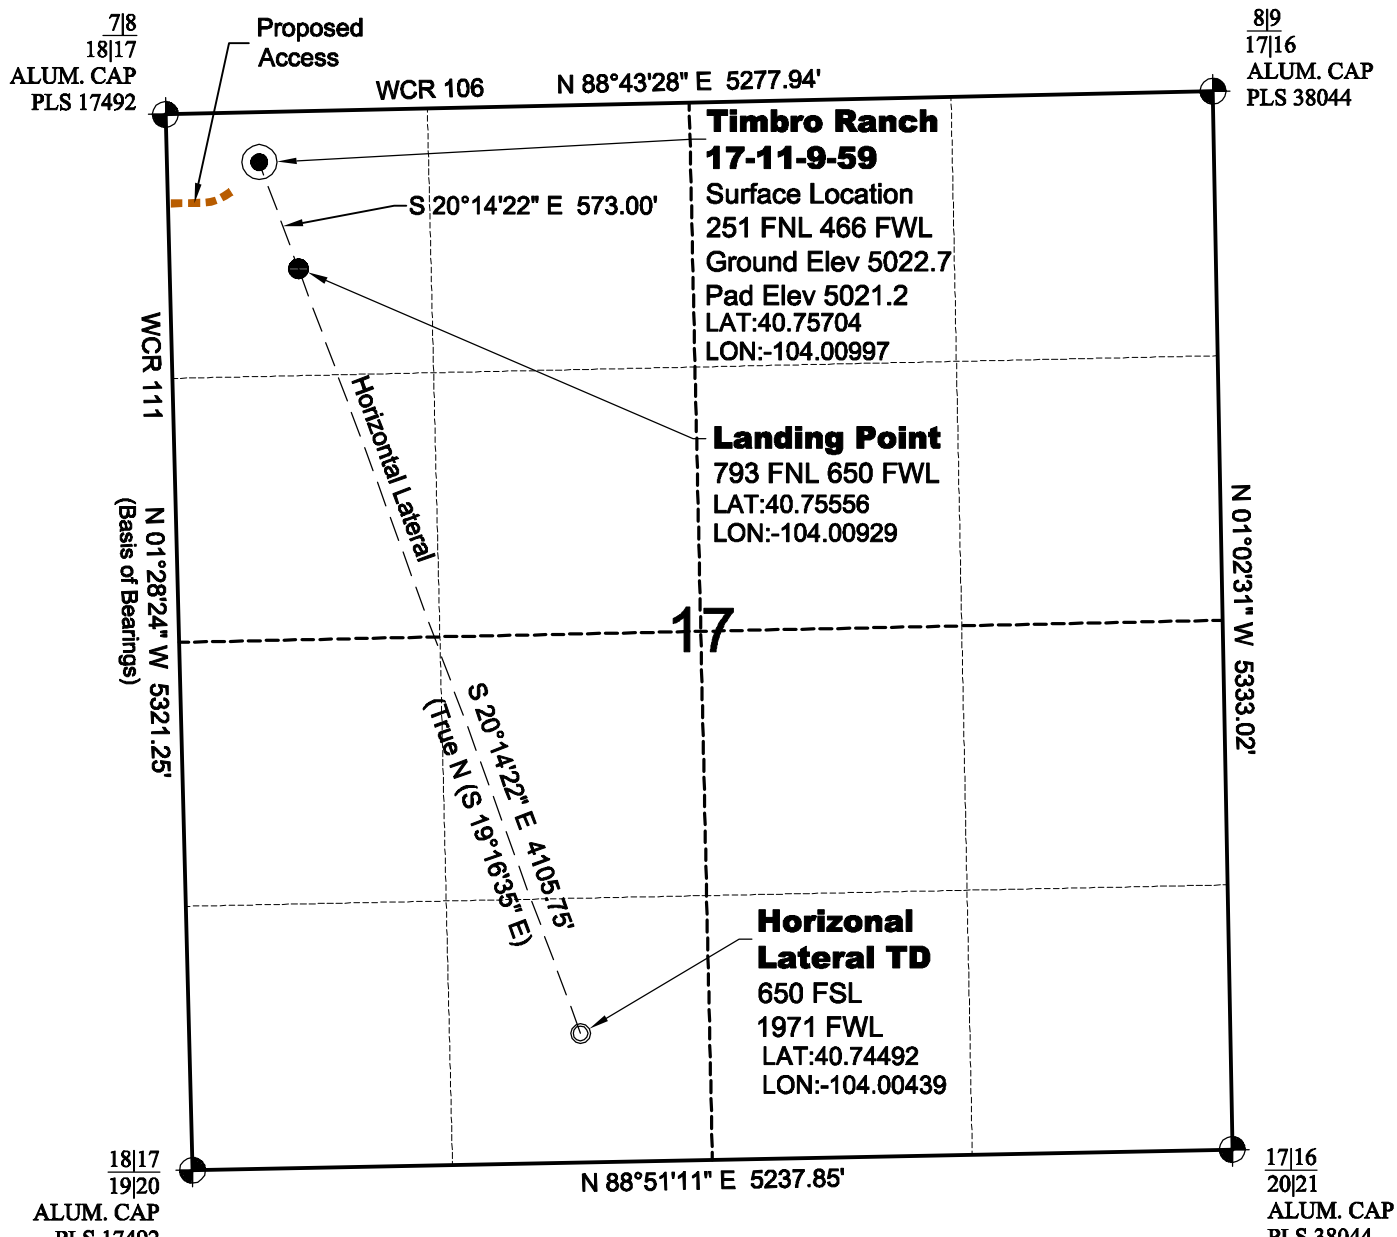 7|8
18|17
ALUM. CAP
PLS 17492
Proposed
Access
WCR 106
N 88°43'28" E 5277.94'
8|9
17|16
ALUM. CAP
PLS 38044
Timbro Ranch
17-11-9-59
Surface Location
251 FNL 466 FWL
Ground Elev 5022.7
Pad Elev 5021.2
LAT:40.75704
LON:-104.00997
S 20°14'22" E 573.00'
WCR 111
Horizontal Lateral
Landing Point
793 FNL 650 FWL
LAT:40.75556
LON:-104.00929
N 01°28'24" W 5321.25'
(Basis of Bearings)
N 01°02'31" W 5333.02'
17
S 20°14'22" E 4105.75'
(True N (S 19°16'35" E)
Horizonal
Lateral TD
650 FSL
1971 FWL
LAT:40.74492
LON:-104.00439
18|17
19|20
ALUM. CAP
PLS 17492
N 88°51'11" E 5237.85'
17|16
20|21
ALUM. CAP
PLS 38044